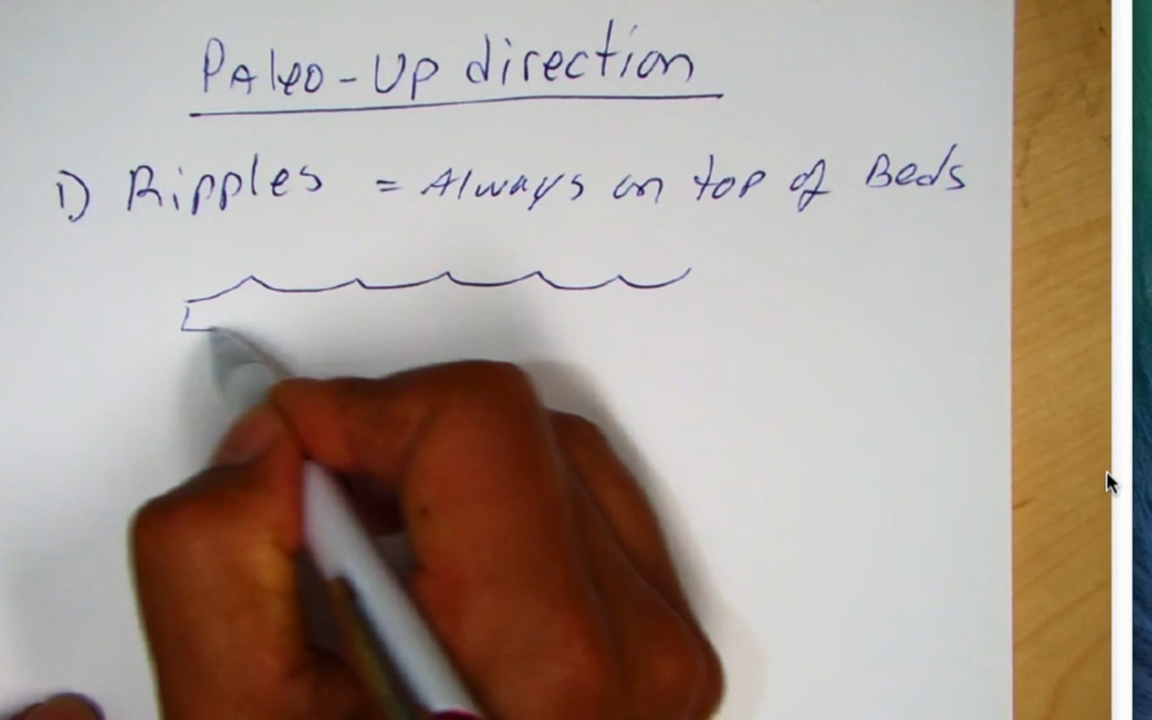 Paleo-Up direction
1) Ripples = Always on top of Beds